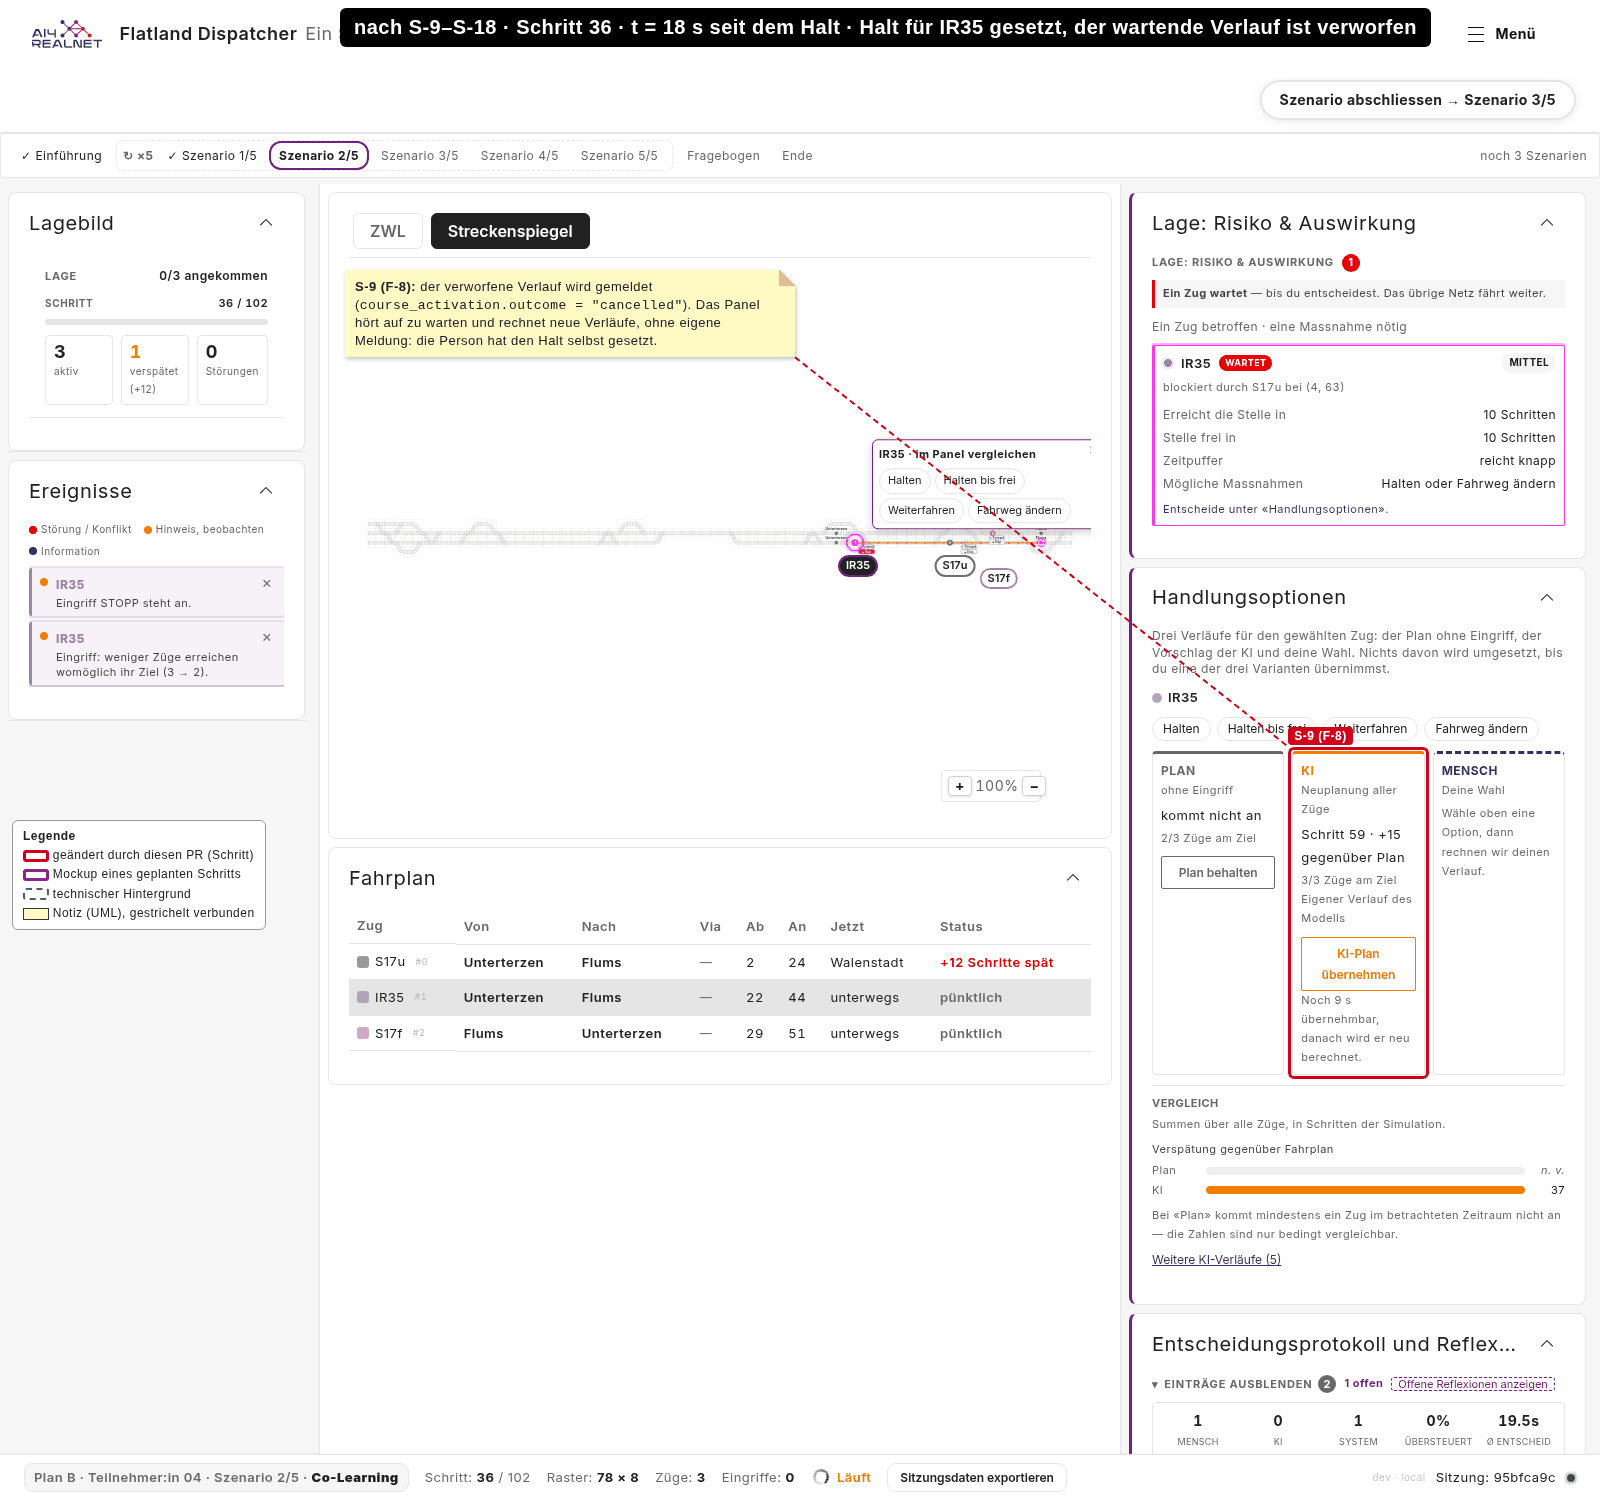 AI4
REALNET
Flatland Dispatcher Ein
nach S-9–S-18 · Schritt 36 · t = 18 s seit dem Halt · Halt für IR35 gesetzt, der wartende Verlauf ist verworfen
Menü
Szenario abschliessen → Szenario 3/5
✓ Einführung ↻ ×5 ✓ Szenario 1/5 Szenario 2/5 Szenario 3/5 Szenario 4/5 Szenario 5/5 Fragebogen Ende noch 3 Szenarien
Lagebild
LAGE 0/3 angekommen
SCHRITT 36 / 102
3 1 0
aktiv verspätet Störungen
(+12)
Ereignisse
Störung / Konflikt Hinweis, beobachten
Information
IR35 ×
Eingriff STOPP steht an.
IR35 ×
Eingriff: weniger Züge erreichen
womöglich ihr Ziel (3 → 2).
Legende
geändert durch diesen PR (Schritt)
Mockup eines geplanten Schritts
technischer Hintergrund
Notiz (UML), gestrichelt verbunden
ZWL Streckenspiegel
S-9 (F-8): der verworfene Verlauf wird gemeldet
(course_activation.outcome = "cancelled"). Das Panel
hört auf zu warten und rechnet neue Verläufe, ohne eigene
Meldung: die Person hat den Halt selbst gesetzt.
IR35 · im Panel vergleichen
Halten Halten bis frei
Weiterfahren Fahrweg ändern
IR35 S17u
S17f
+ 100% −
Fahrplan
Zug Von Nach Via Ab An Jetzt Status
S17u #0 Unterterzen Flums — 2 24 Walenstadt +12 Schritte spät
IR35 #1 Unterterzen Flums — 22 44 unterwegs pünktlich
S17f #2 Flums Unterterzen — 29 51 unterwegs pünktlich
Lage: Risiko & Auswirkung
LAGE: RISIKO & AUSWIRKUNG 1
Ein Zug wartet — bis du entscheidest. Das übrige Netz fährt weiter.
Ein Zug betroffen · eine Massnahme nötig
IR35 WARTET MITTEL
blockiert durch S17u bei (4, 63)
Erreicht die Stelle in 10 Schritten
Stelle frei in 10 Schritten
Zeitpuffer reicht knapp
Mögliche Massnahmen Halten oder Fahrweg ändern
Entscheide unter «Handlungsoptionen».
Handlungsoptionen
Drei Verläufe für den gewählten Zug: der Plan ohne Eingriff, der
Vorschlag der KI und deine Wahl. Nichts davon wird umgesetzt, bis
du eine der drei Varianten übernimmst.
IR35
Halten Halten bis frei Weiterfahren Fahrweg ändern
S-9 (F-8)
PLAN
ohne Eingriff
kommt nicht an
2/3 Züge am Ziel
Plan behalten
KI
Neuplanung aller
Züge
Schritt 59 · +15
gegenüber Plan
3/3 Züge am Ziel
Eigener Verlauf des
Modells
KI-Plan
übernehmen
Noch 9 s
übernehmbar,
danach wird er neu
berechnet.
MENSCH
Deine Wahl
Wähle oben eine
Option, dann
rechnen wir deinen
Verlauf.
VERGLEICH
Summen über alle Züge, in Schritten der Simulation.
Verspätung gegenüber Fahrplan
Plan n. v.
KI 37
Bei «Plan» kommt mindestens ein Zug im betrachteten Zeitraum nicht an
— die Zahlen sind nur bedingt vergleichbar.
Weitere KI-Verläufe (5)
Entscheidungsprotokoll und Reflex...
▾ EINTRÄGE AUSBLENDEN 2 1 offen Offene Reflexionen anzeigen
1 0 1 0% 19.5s
MENSCH KI SYSTEM ÜBERSTEUERT Ø ENTSCHEID
Plan B · Teilnehmer:in 04 · Szenario 2/5 · Co-Learning Schritt: 36 / 102 Raster: 78 × 8 Züge: 3 Eingriffe: 0 Läuft Sitzungsdaten exportieren dev · local Sitzung: 95bfca9c